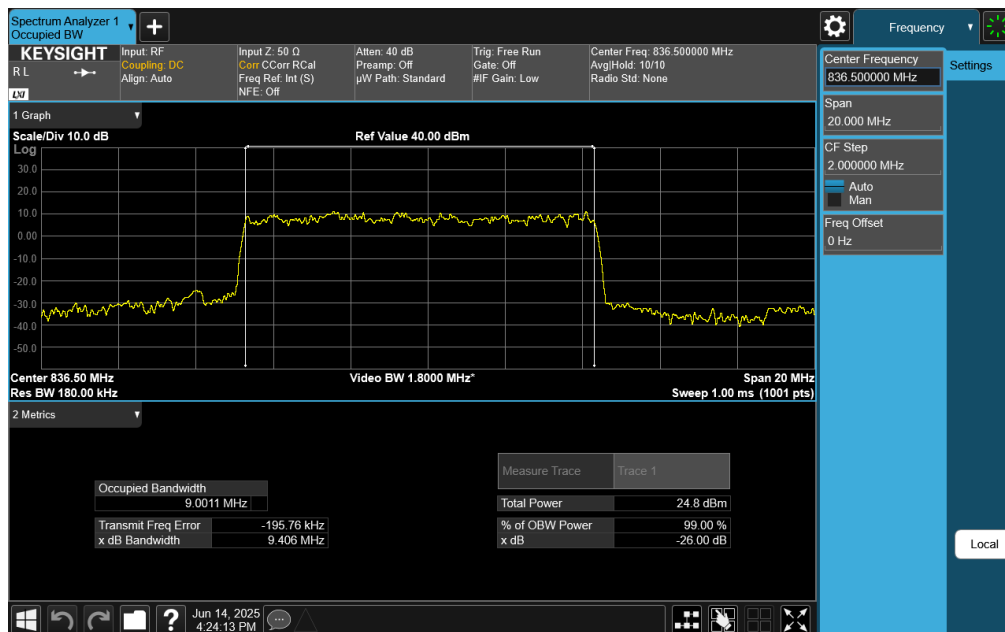 Spectrum Analyzer 1
Occupied BW
Frequency
KEYSIGHT
R L
LXI
Input: RF
Coupling: DC
Align: Auto
Input Z: 50 Ω
Corr CCorr RCal
Freq Ref: Int (S)
NFE: Off
Atten: 40 dB
Preamp: Off
µW Path: Standard
Trig: Free Run
Gate: Off
#IF Gain: Low
Center Freq: 836.500000 MHz
Avg|Hold: 10/10
Radio Std: None
Center Frequency
836.500000 MHz
Settings
Span
20.000 MHz
CF Step
2.000000 MHz
Auto
Man
Freq Offset
0 Hz
Local
1 Graph
Scale/Div 10.0 dB
Ref Value 40.00 dBm
Log
30.0
20.0
10.0
0.00
-10.0
-20.0
-30.0
-40.0
-50.0
Center 836.50 MHz
Video BW 1.8000 MHz*
Span 20 MHz
Res BW 180.00 kHz
Sweep 1.00 ms (1001 pts)
2 Metrics
Measure Trace
Trace 1
Occupied Bandwidth
9.0011 MHz
Total Power
24.8 dBm
Transmit Freq Error
-195.76 kHz
% of OBW Power
99.00 %
x dB Bandwidth
9.406 MHz
x dB
-26.00 dB
?
Jun 14, 2025
4:24:13 PM